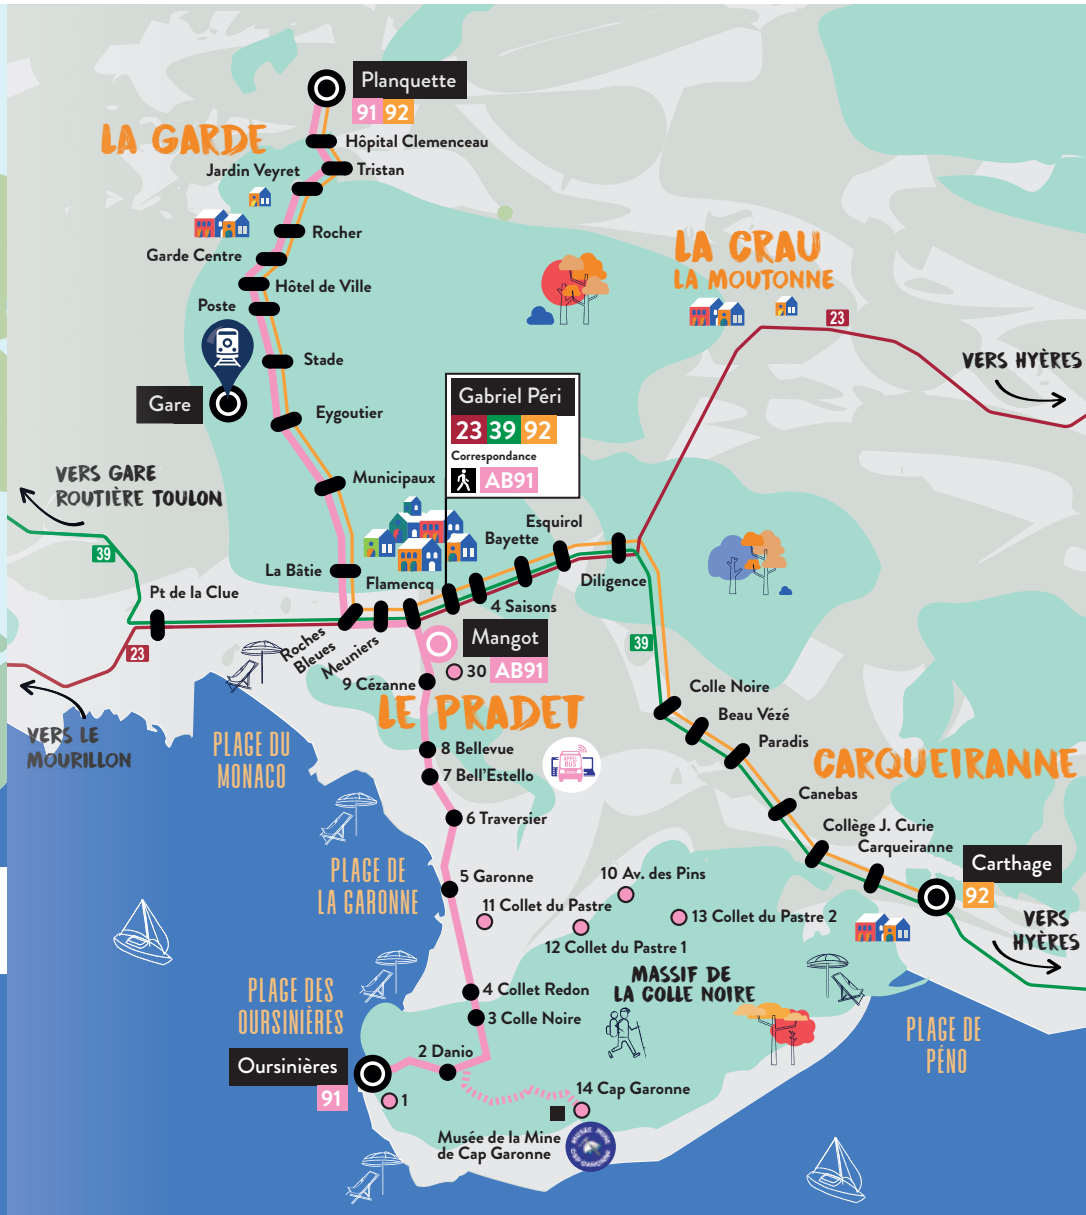 Planquette
91 92
LA GARDE
Hôpital Clemenceau
Jardin Veyret
Tristan
Rocher
Garde Centre
Hôtel de Ville
Poste
Stade
Gare
Eygoutier
Municipaux
LA CRAU
LA MOUTONNE
23
VERS HYÈRES
Gabriel Péri
23 39 92
Correspondance
AB91
VERS GARE
ROUTIÈRE TOULON
39
Pt de la Clue
23
VERS LE
MOURILLON
La Bâtie
Flamencq
Roches
Bleues
Meuniers
Esquirol
Bayette
4 Saisons
Diligence
Mangot
30 AB91
9 Cézanne
LE PRADET
39
8 Bellevue
7 Bell'Estello
APPEL
BUS
6 Traversier
5 Garonne
PLAGE DU
MONACO
PLAGE DE
LA GARONNE
Colle Noire
Beau Vézé
Paradis
CARQUEIRANNE
Canebas
Collège J. Curie
Carqueiranne
Carthage
92
VERS
HYÈRES
10 Av. des Pins
11 Collet du Pastre
13 Collet du Pastre 2
12 Collet du Pastre 1
MASSIF DE
LA COLLE NOIRE
4 Collet Redon
3 Colle Noire
PLAGE DES
OURSINIÈRES
2 Danio
Oursinières
91
1
14 Cap Garonne
Musée de la Mine
de Cap Garonne
MUSÉE MINE
CAP GARONNE
PLAGE DE
PÉNO